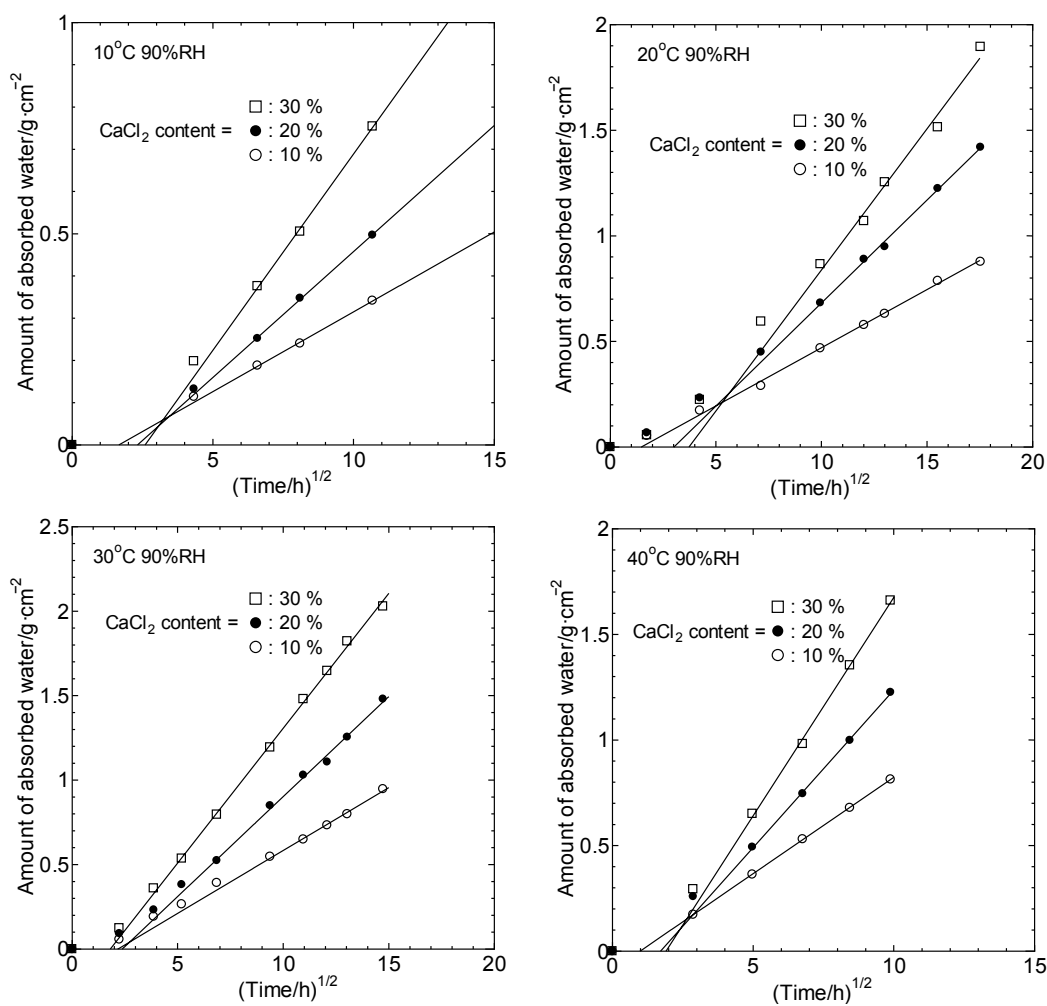 10°C 90%RH
CaCl2 content =
□ : 30 %
● : 20 %
○ : 10 %
Amount of absorbed water/g·cm−2
1
0.5
0
0 5 10 15
(Time/h)1/2
20°C 90%RH
CaCl2 content =
□ : 30 %
● : 20 %
○ : 10 %
Amount of absorbed water/g·cm−2
2
1.5
1
0.5
0
0 5 10 15 20
(Time/h)1/2
30°C 90%RH
CaCl2 content =
□ : 30 %
● : 20 %
○ : 10 %
Amount of absorbed water/g·cm−2
2.5
2
1.5
1
0.5
0
0 5 10 15 20
(Time/h)1/2
40°C 90%RH
CaCl2 content =
□ : 30 %
● : 20 %
○ : 10 %
Amount of absorbed water/g·cm−2
2
1.5
1
0.5
0
0 5 10 15
(Time/h)1/2